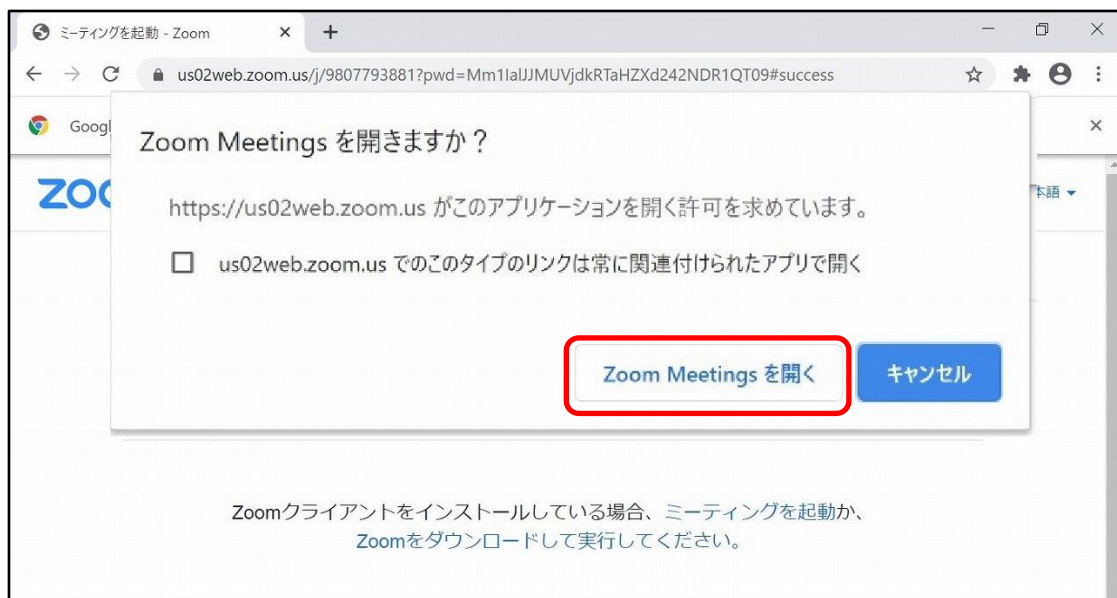 ミーティングを起動 - Zoom
us02web.zoom.us/j/9807793881?pwd=Mm1IalJJMUVjdkRTaHZXd242NDR1QT09#success
Googl
Zoom Meetings を開きますか？
zoo
本語
https://us02web.zoom.us がこのアプリケーションを開く許可を求めています。
us02web.zoom.us でのこのタイプのリンクは常に関連付けられたアプリで開く
Zoom Meetings を開く
キャンセル
Zoomクライアントをインストールしている場合、ミーティングを起動か、
Zoomをダウンロードして実行してください。